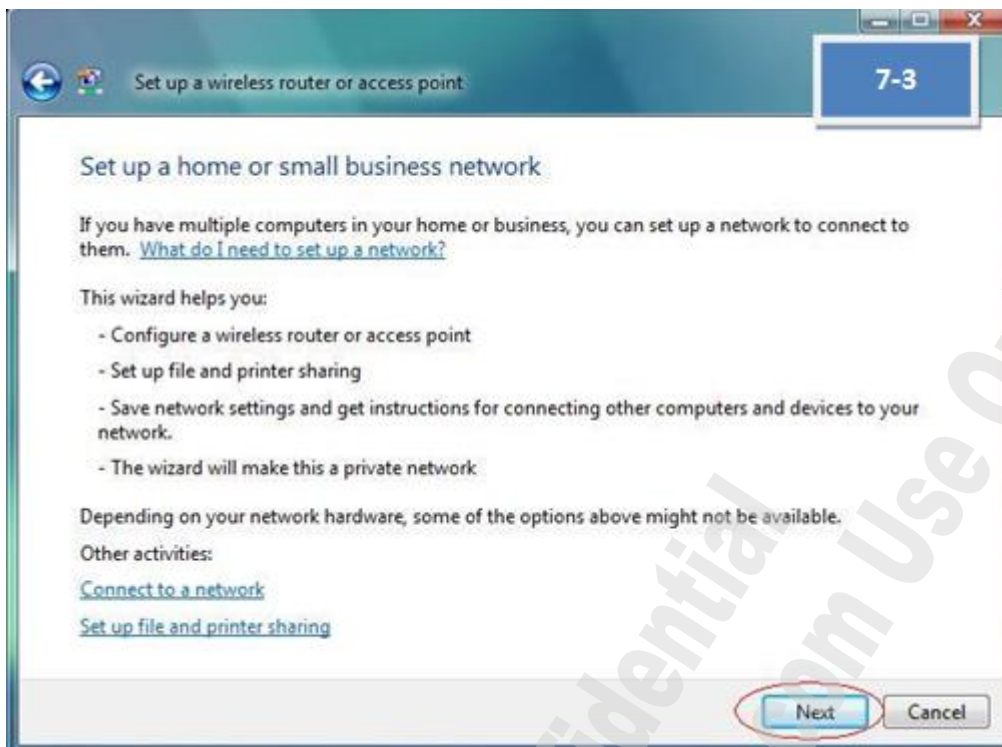 Set up a wireless router or access point
7-3
Set up a home or small business network
If you have multiple computers in your home or business, you can set up a network to connect to
them. What do I need to set up a network?
This wizard helps you:
- Configure a wireless router or access point
- Set up file and printer sharing
- Save network settings and get instructions for connecting other computers and devices to your
network.
- The wizard will make this a private network
Depending on your network hardware, some of the options above might not be available.
Other activities:
Connect to a network
Set up file and printer sharing
Next
Cancel